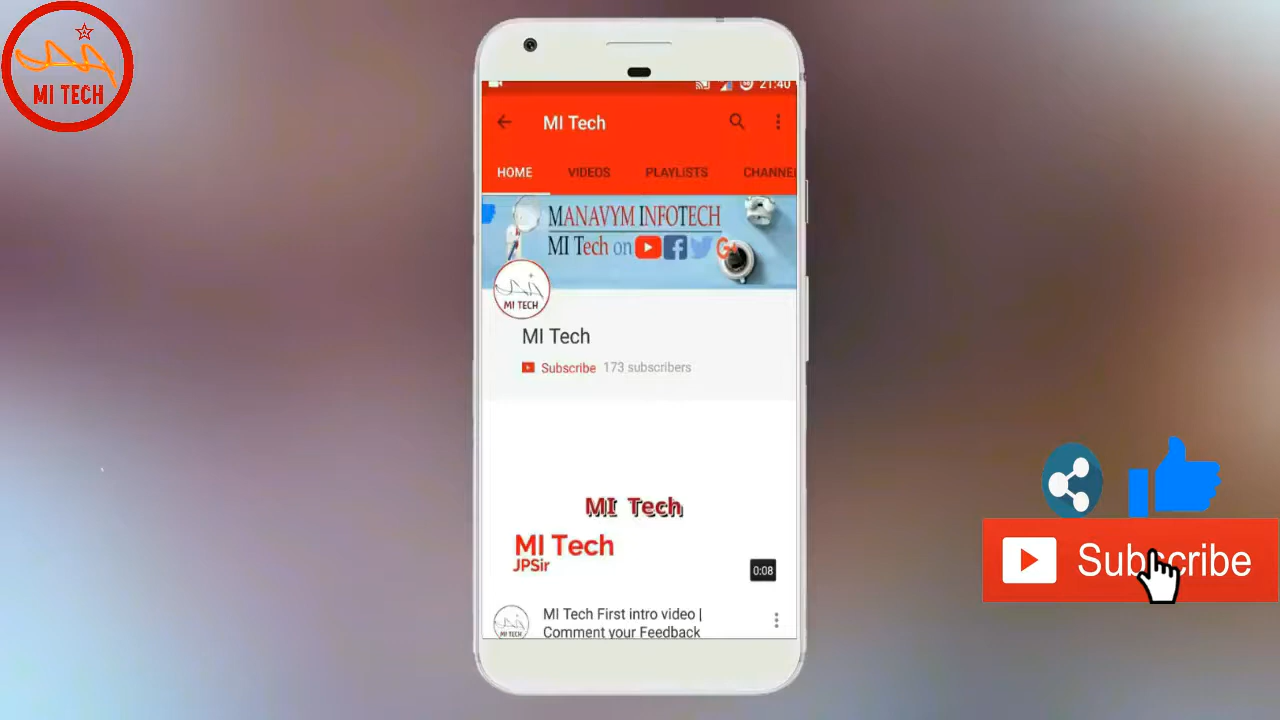 MI TECH
21:40
MI Tech
HOME VIDEOS PLAYLISTS CHANNE
MANAVYM INFOTECH
MI Tech on
MI TECH
MI Tech
Subscribe 173 subscribers
MI Tech
MI Tech
JPSir
0:08
MI Tech First intro video |
Comment your Feedback
MI TECH
Subscribe